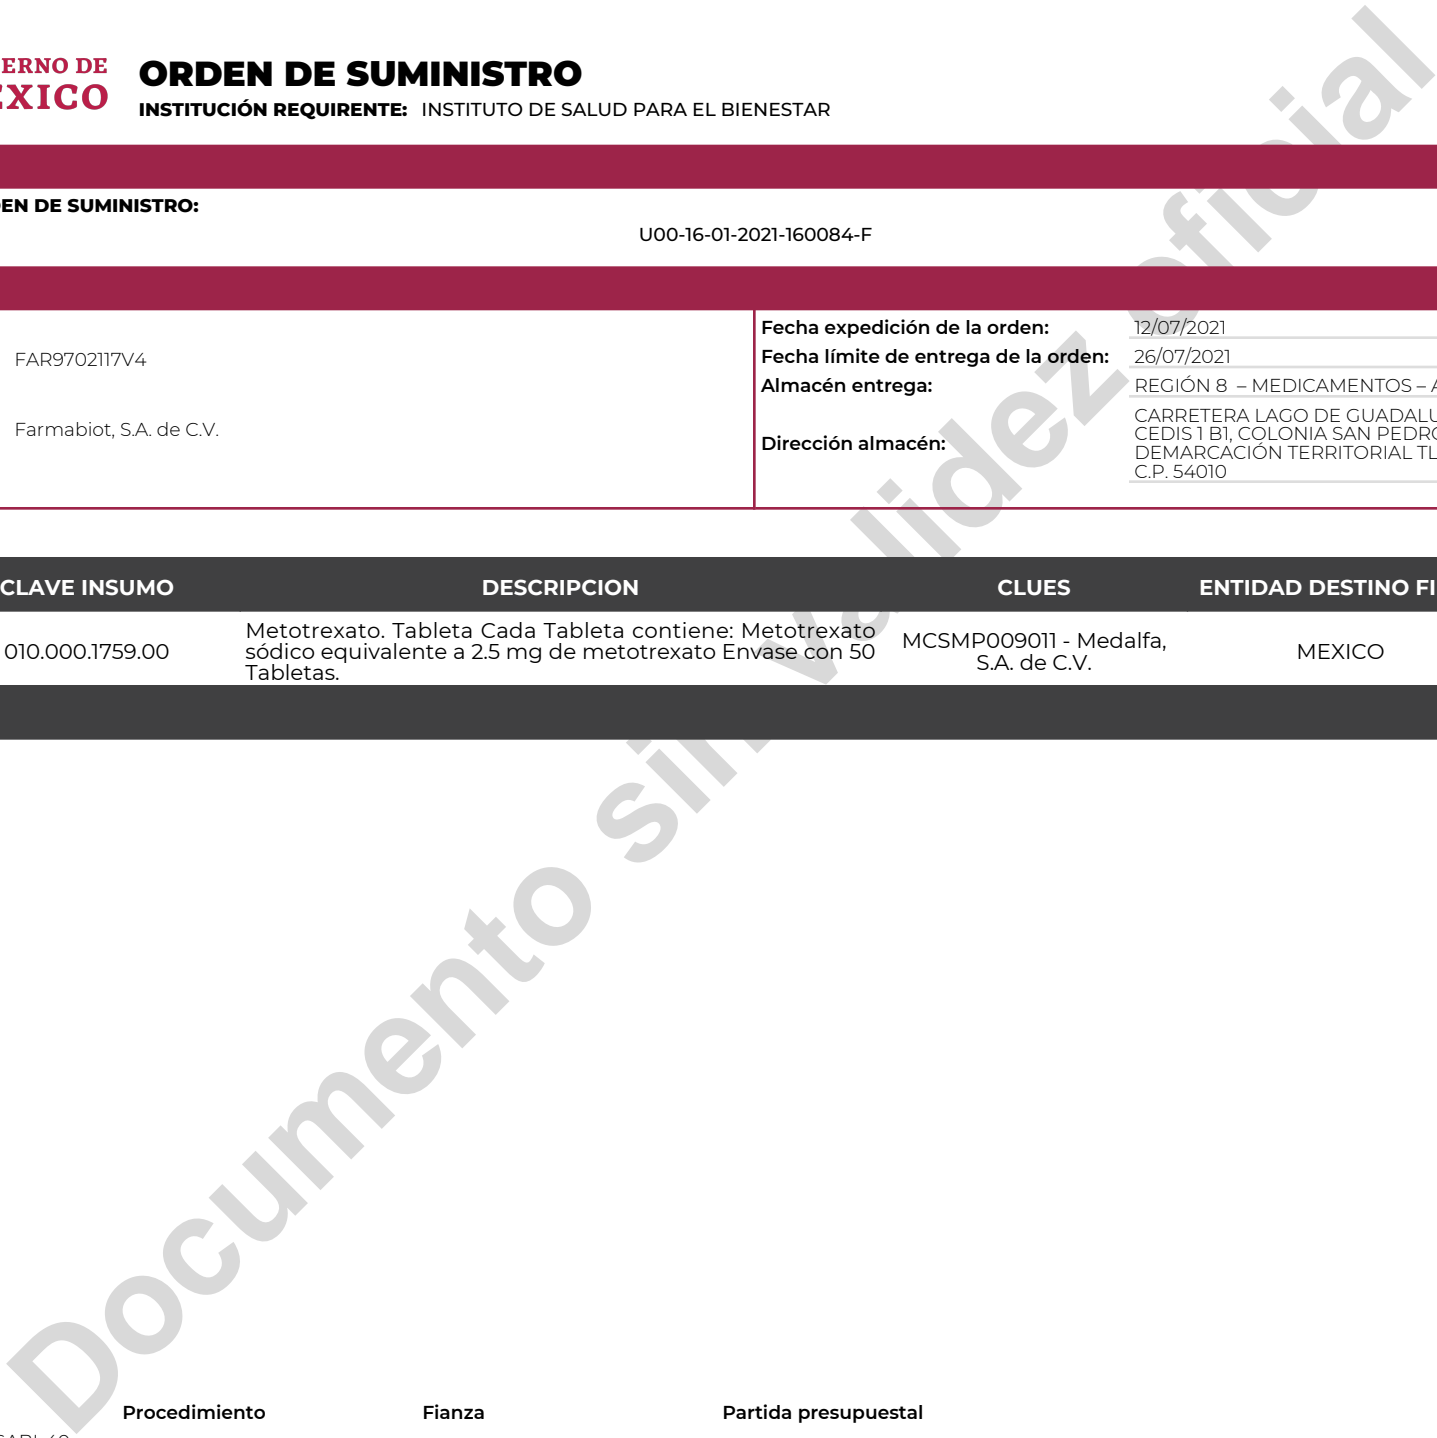 ERNO DE
EXICO
ORDEN DE SUMINISTRO
INSTITUCIÓN REQUIRENTE: INSTITUTO DE SALUD PARA EL BIENESTAR
EN DE SUMINISTRO:
U00-16-01-2021-160084-F
FAR9702117V4
Farmabiot, S.A. de C.V.
Fecha expedición de la orden: 12/07/2021
Fecha límite de entrega de la orden: 26/07/2021
Almacén entrega: REGIÓN 8 – MEDICAMENTOS – A
Dirección almacén:
CARRETERA LAGO DE GUADALU
CEDIS 1 B1, COLONIA SAN PEDRO
DEMARCACIÓN TERRITORIAL TL
C.P. 54010
CLAVE INSUMO DESCRIPCION CLUES ENTIDAD DESTINO FI
010.000.1759.00
Metotrexato. Tableta Cada Tableta contiene: Metotrexato
sódico equivalente a 2.5 mg de metotrexato Envase con 50
Tabletas.
MCSMP009011 - Medalfa,
S.A. de C.V.
MEXICO
Documento sin validez oficial
Procedimiento Fianza Partida presupuestal